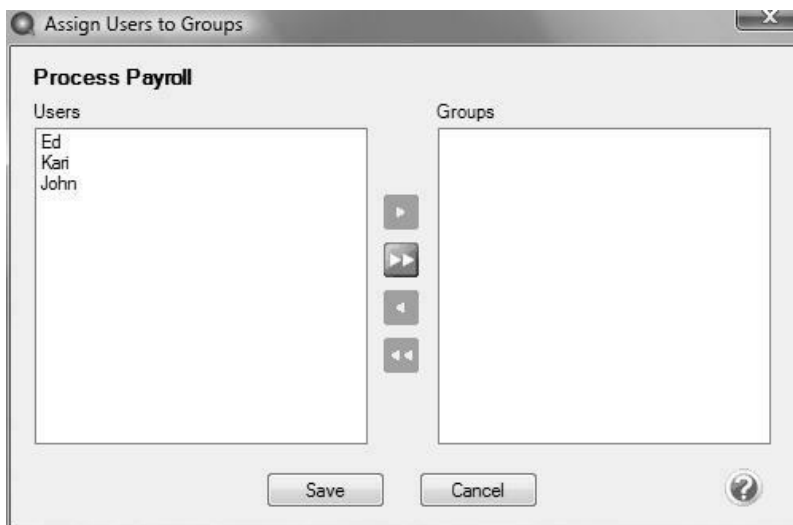 Assign Users to Groups
Process Payroll
Users
Groups
Ed
Kari
John
Save
Cancel
?